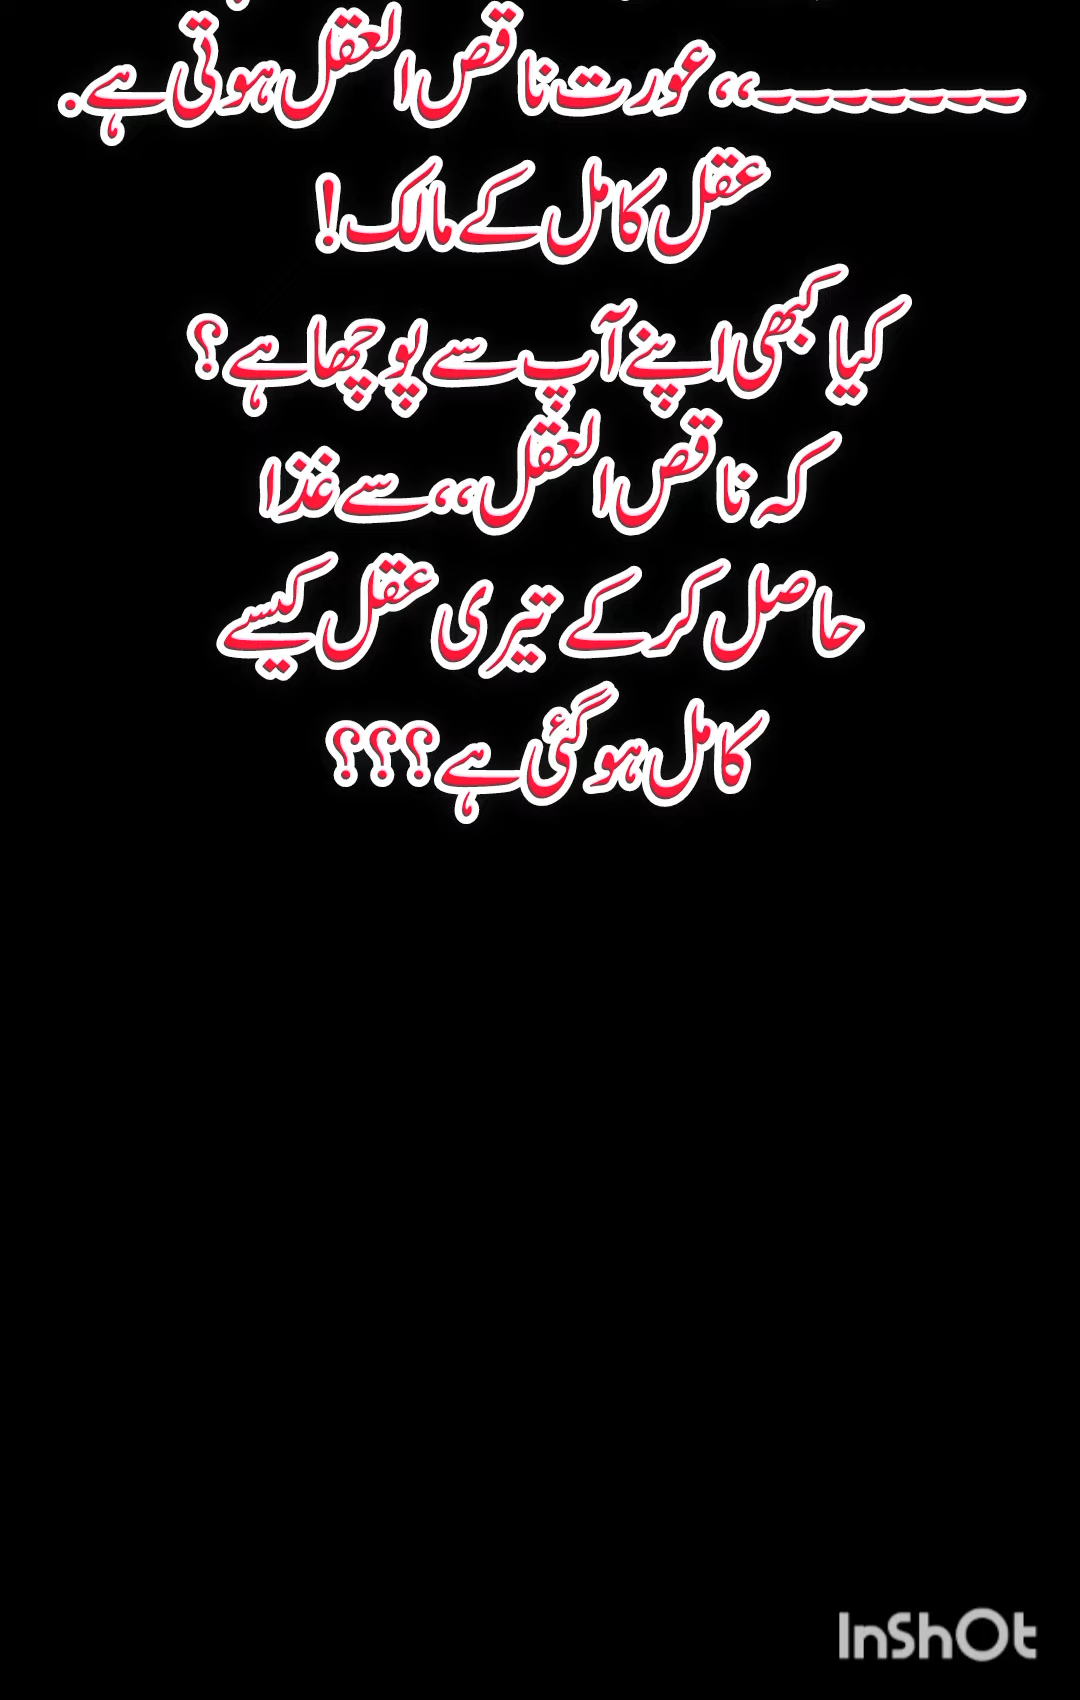 -------،، عورت ناقص العقل ہوتی ہے.
عقل کامل کے مالک!
کیا کبھی اپنے آپ سے پوچھا ہے؟
کہ ناقص العقل،، سے غذا
حاصل کر کے تیری عقل کیسے
کامل ہو گئی ہے؟؟؟
InShOt